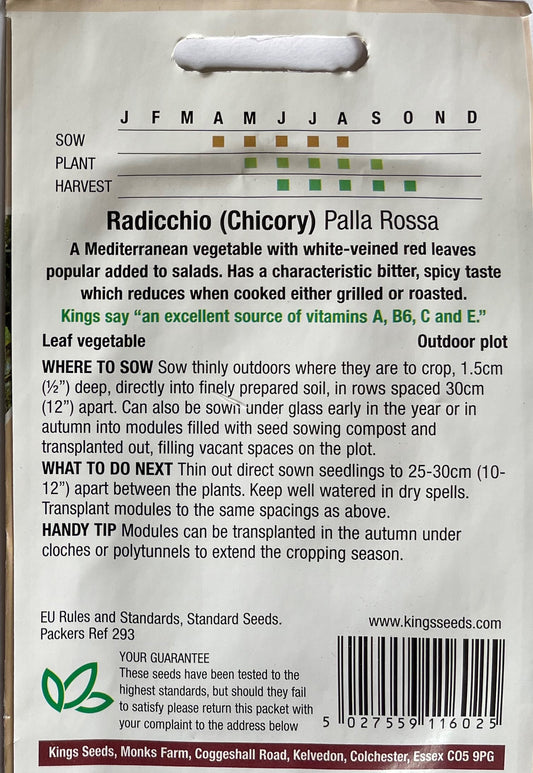 J F M A M J J A S O N D
SOW
PLANT
HARVEST
Radicchio (Chicory) Palla Rossa
A Mediterranean vegetable with white-veined red leaves
popular added to salads. Has a characteristic bitter, spicy taste
which reduces when cooked either grilled or roasted.
Kings say “an excellent source of vitamins A, B6, C and E.”
Leaf vegetable Outdoor plot
WHERE TO SOW Sow thinly outdoors where they are to crop, 1.5cm
(½”) deep, directly into finely prepared soil, in rows spaced 30cm
(12”) apart. Can also be sown under glass early in the year or in
autumn into modules filled with seed sowing compost and
transplanted out, filling vacant spaces on the plot.
WHAT TO DO NEXT Thin out direct sown seedlings to 25-30cm (10-
12”) apart between the plants. Keep well watered in dry spells.
Transplant modules to the same spacings as above.
HANDY TIP Modules can be transplanted in the autumn under
cloches or polytunnels to extend the cropping season.
EU Rules and Standards, Standard Seeds.
Packers Ref 293
www.kingsseeds.com
YOUR GUARANTEE
These seeds have been tested to the
highest standards, but should they fail
to satisfy please return this packet with
your complaint to the address below
5 027559 116025
Kings Seeds, Monks Farm, Coggeshall Road, Kelvedon, Colchester, Essex CO5 9PG